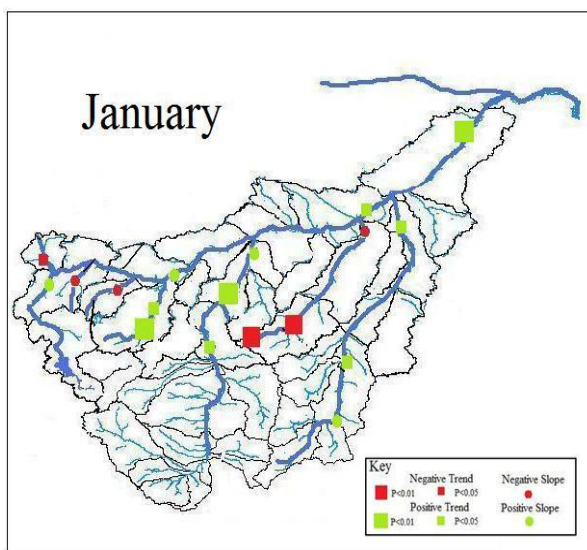 January
Key
Negative Trend Negative Slope
P<0.01 P<0.05
Positive Trend Positive Slope
P<0.01 P<0.05